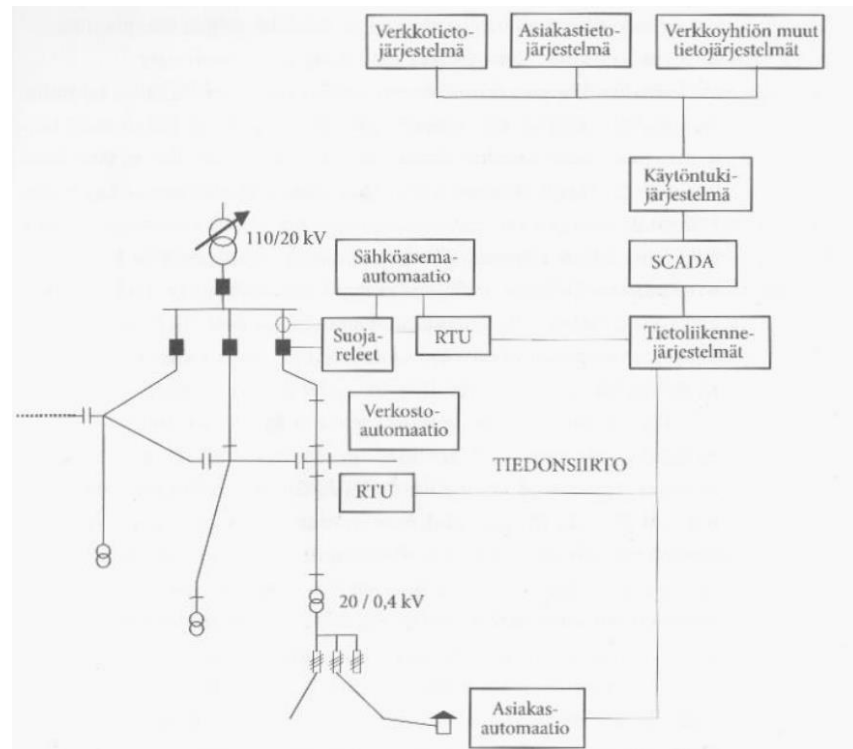 Verkkotieto-
järjestelmä
Asiakastieto-
järjestelmä
Verkkoyhtiön muut
tietojärjestelmät
Käytöntuki-
järjestelmä
110/20 kV
Sähköasema-
automaatio
SCADA
Suoja-
releet
RTU
Tietoliikenne-
järjestelmät
Verkosto-
automaatio
TIEDONSIIRTO
RTU
20 / 0,4 kV
Asiakas-
automaatio